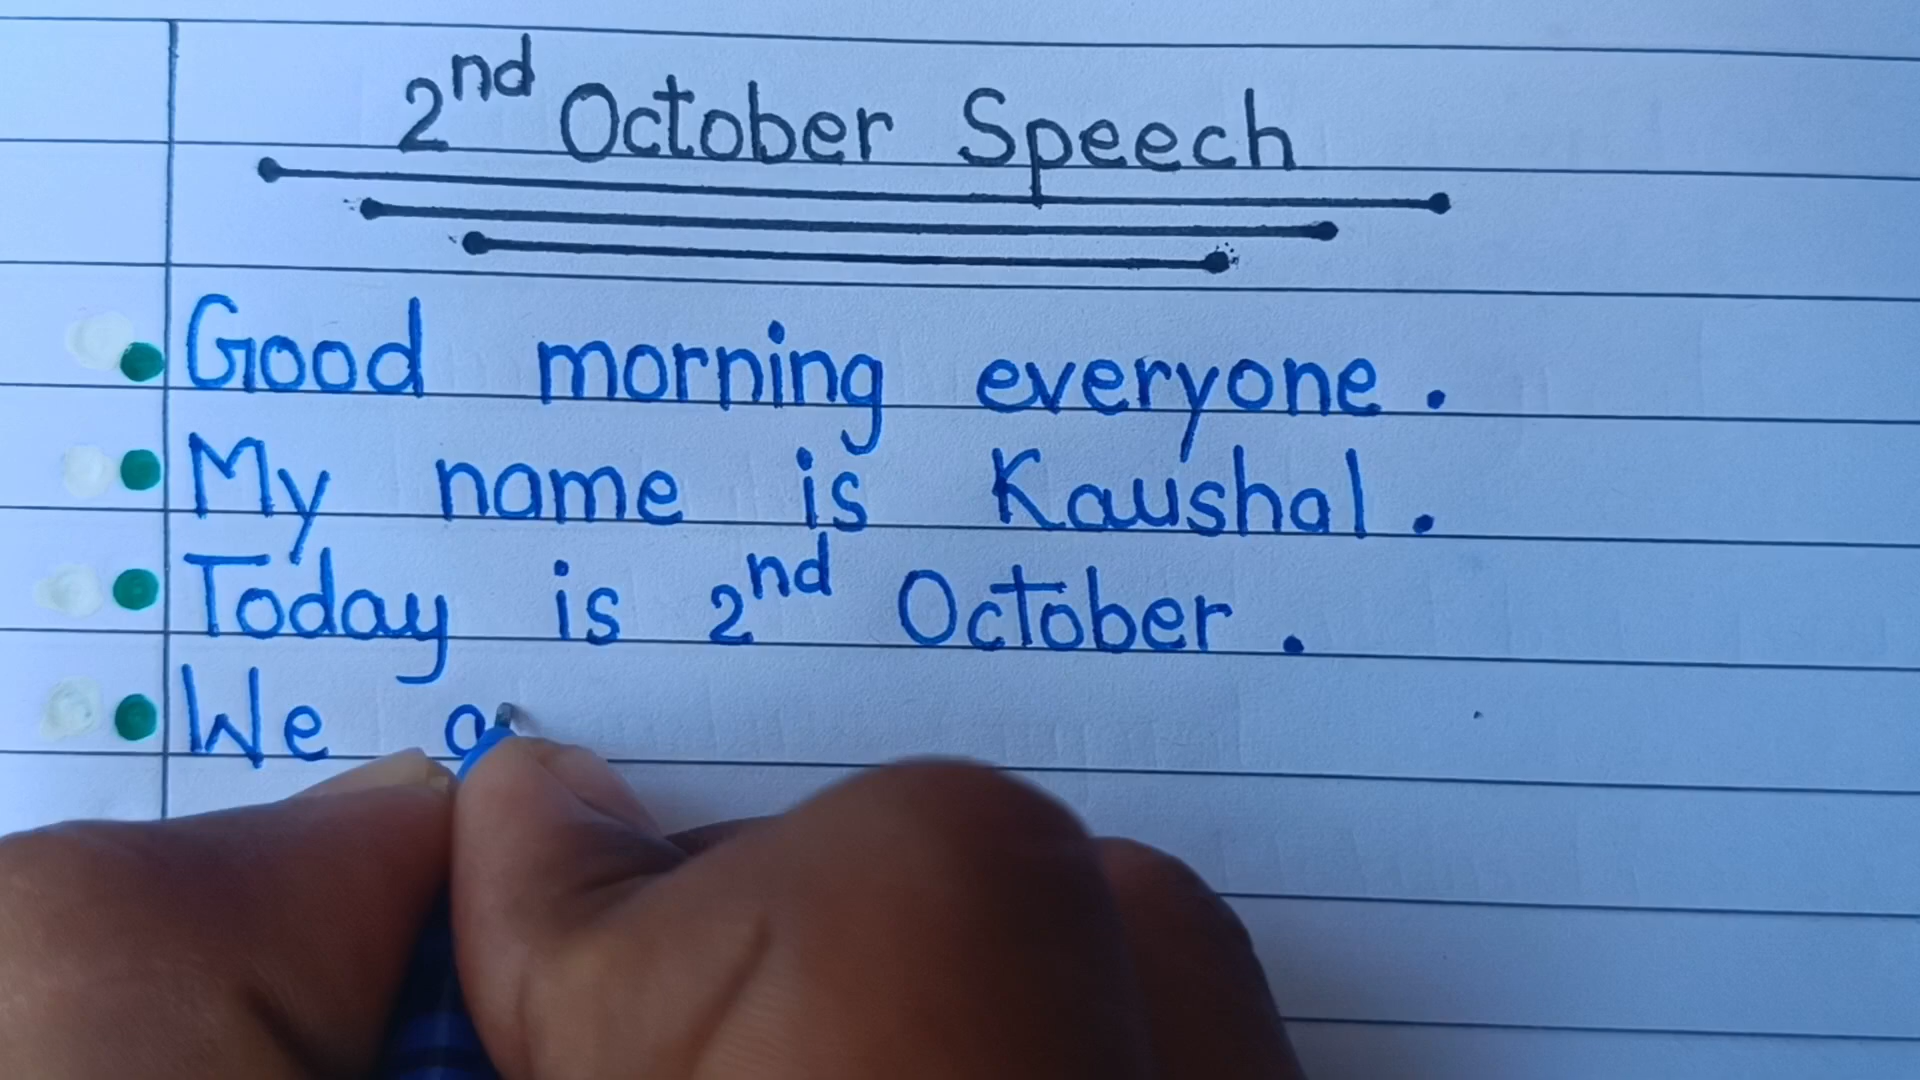 2nd October Speech
Good morning everyone.
My name is Kaushal.
Today is 2nd October.
We